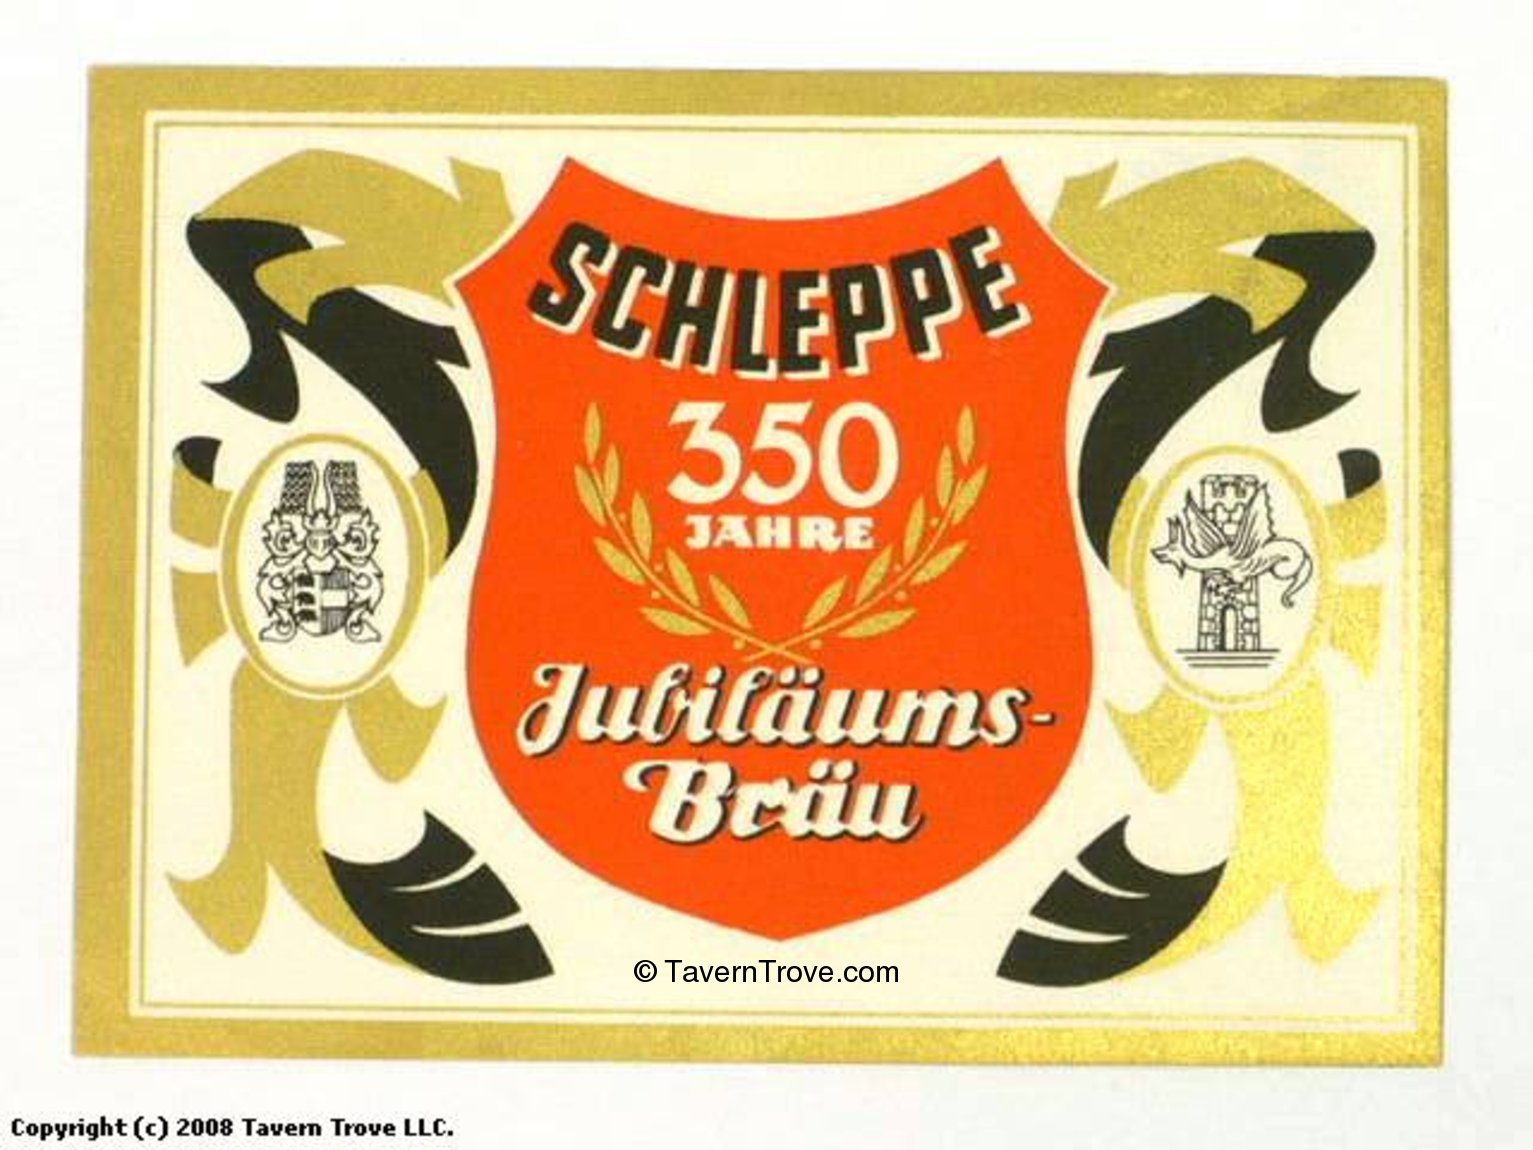 SCHLEPPE
350
JAHRE
Jubiläums-
Bräu
© TavernTrove.com
Copyright (c) 2008 Tavern Trove LLC.